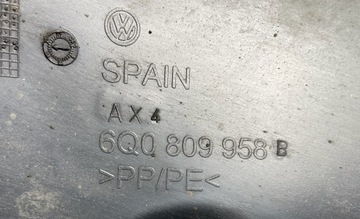 SPAIN
AX4
6Q0 809 958 B
>PP/PE<